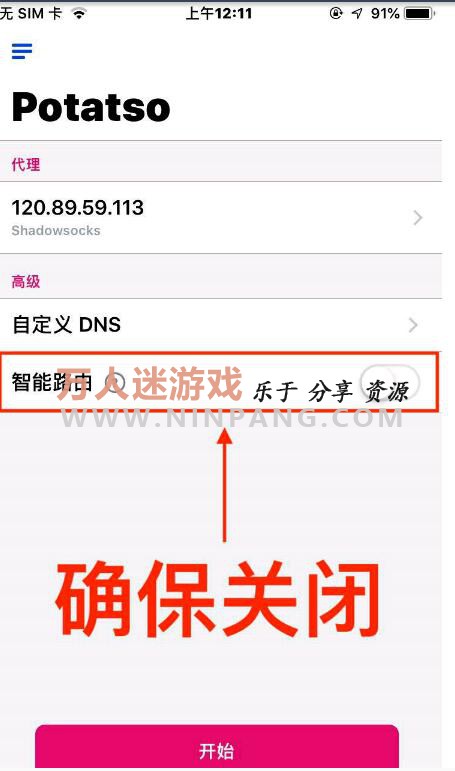 无 SIM 卡 上午12:11 91%
Potatso
代理
120.89.59.113
Shadowsocks
高级
自定义 DNS
智能路由
万人迷游戏 乐于 分享 资源
WWW.NINPANG.COM
确保关闭
开始